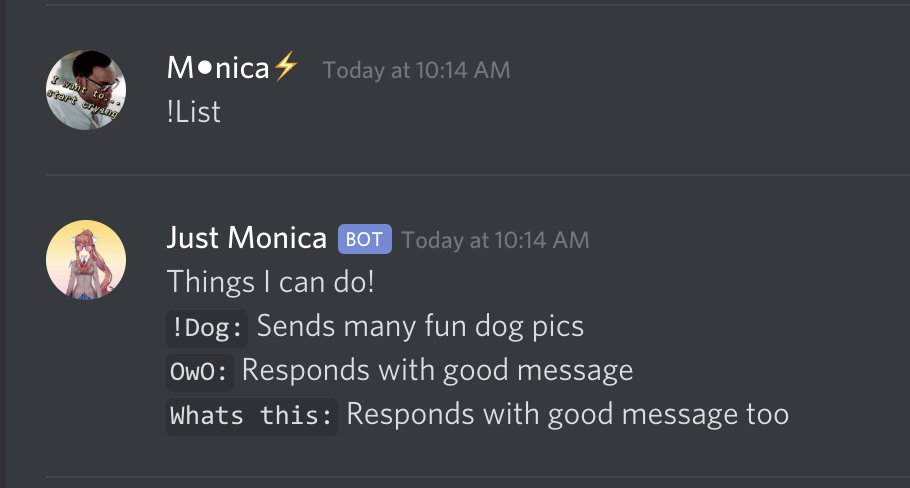 M●nica⚡ Today at 10:14 AM
I want to...
start crying
!List
Just Monica BOT Today at 10:14 AM
Things I can do!
!Dog: Sends many fun dog pics
OwO: Responds with good message
Whats this: Responds with good message too